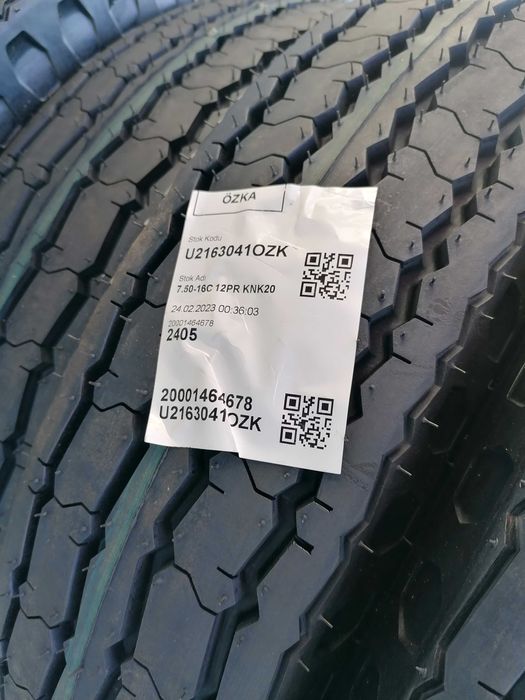 ÖZKA
Stok Kodu
U2163041OZK
Stok Adı
7.50-16C 12PR KNK20
24.02.2023 00:36:03
20001464678
2405
20001464678
U2163041OZK